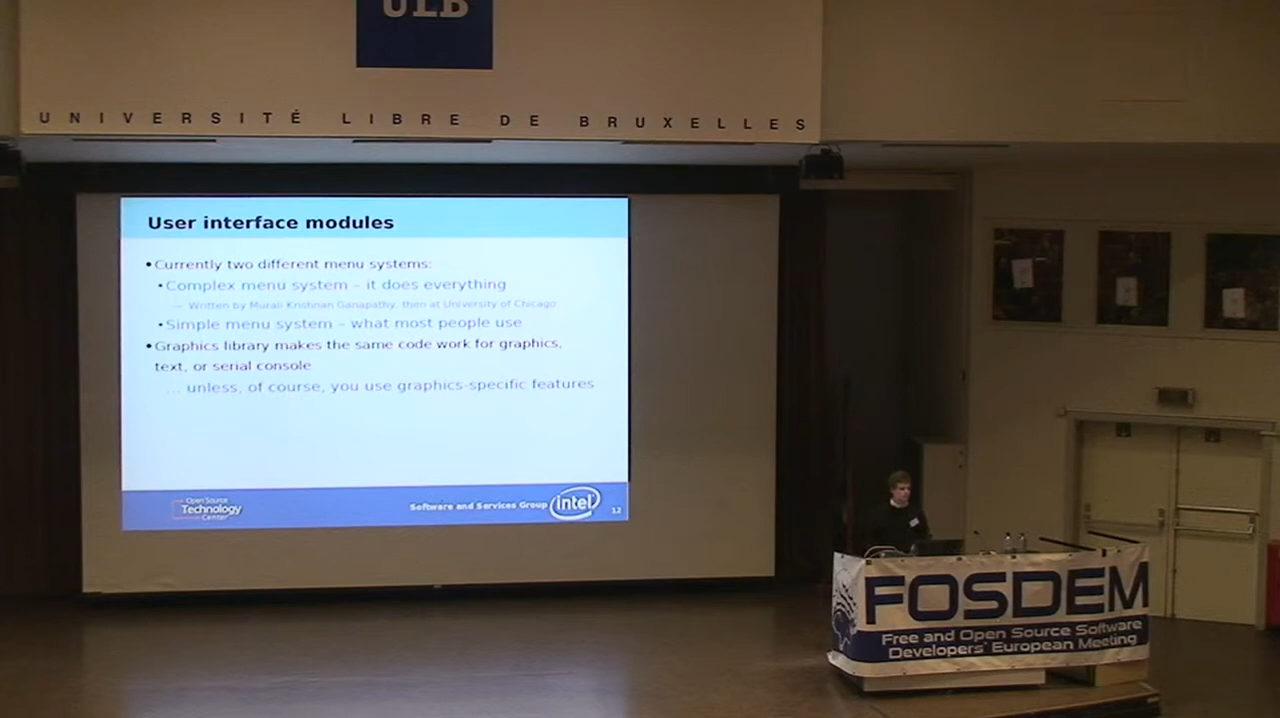 ULB
UNIVERSITÉ LIBRE DE BRUXELLES
User interface modules
•Currently two different menu systems:
•Complex menu system – it does everything
— Written by Murali Krishnan Ganapathy, then at University of Chicago
•Simple menu system – what most people use
•Graphics library makes the same code work for graphics,
text, or serial console
... unless, of course, you use graphics-specific features
Open Source
Technology
Center
Software and Services Group
intel
12
FOSDEM
Free and Open Source Software
Developers' European Meeting